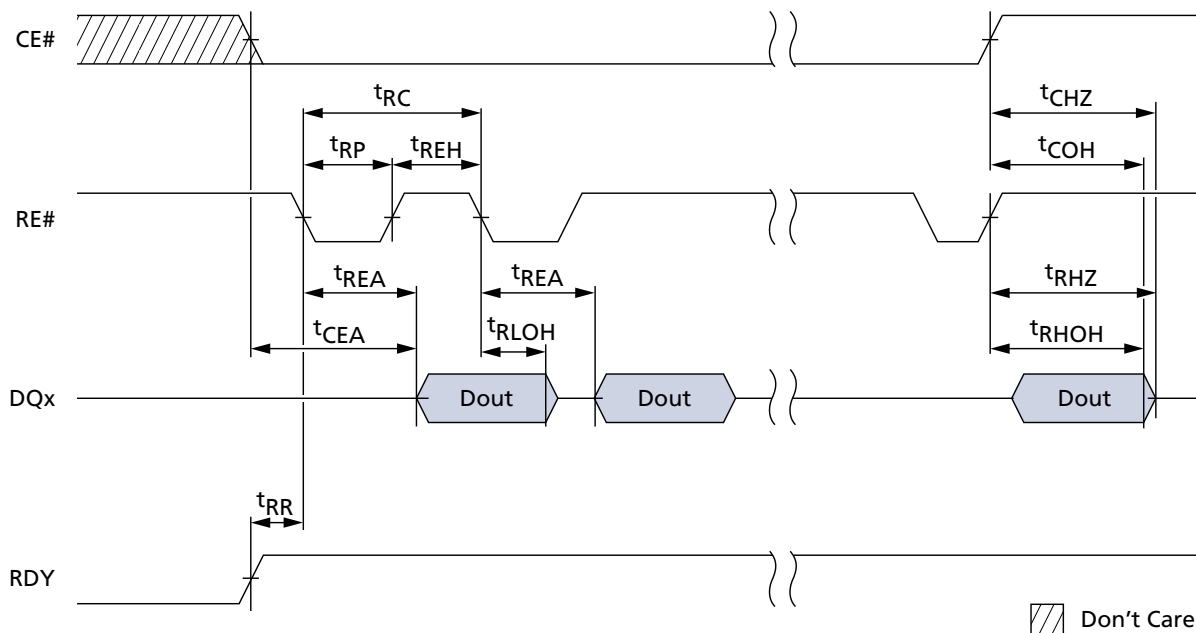 CE#
tRC
tCHZ
tRP
tREH
tCOH
RE#
tREA
tREA
tRHZ
tCEA
tRLOH
tRHOH
DQx
Dout
Dout
Dout
tRR
RDY
Don't Care